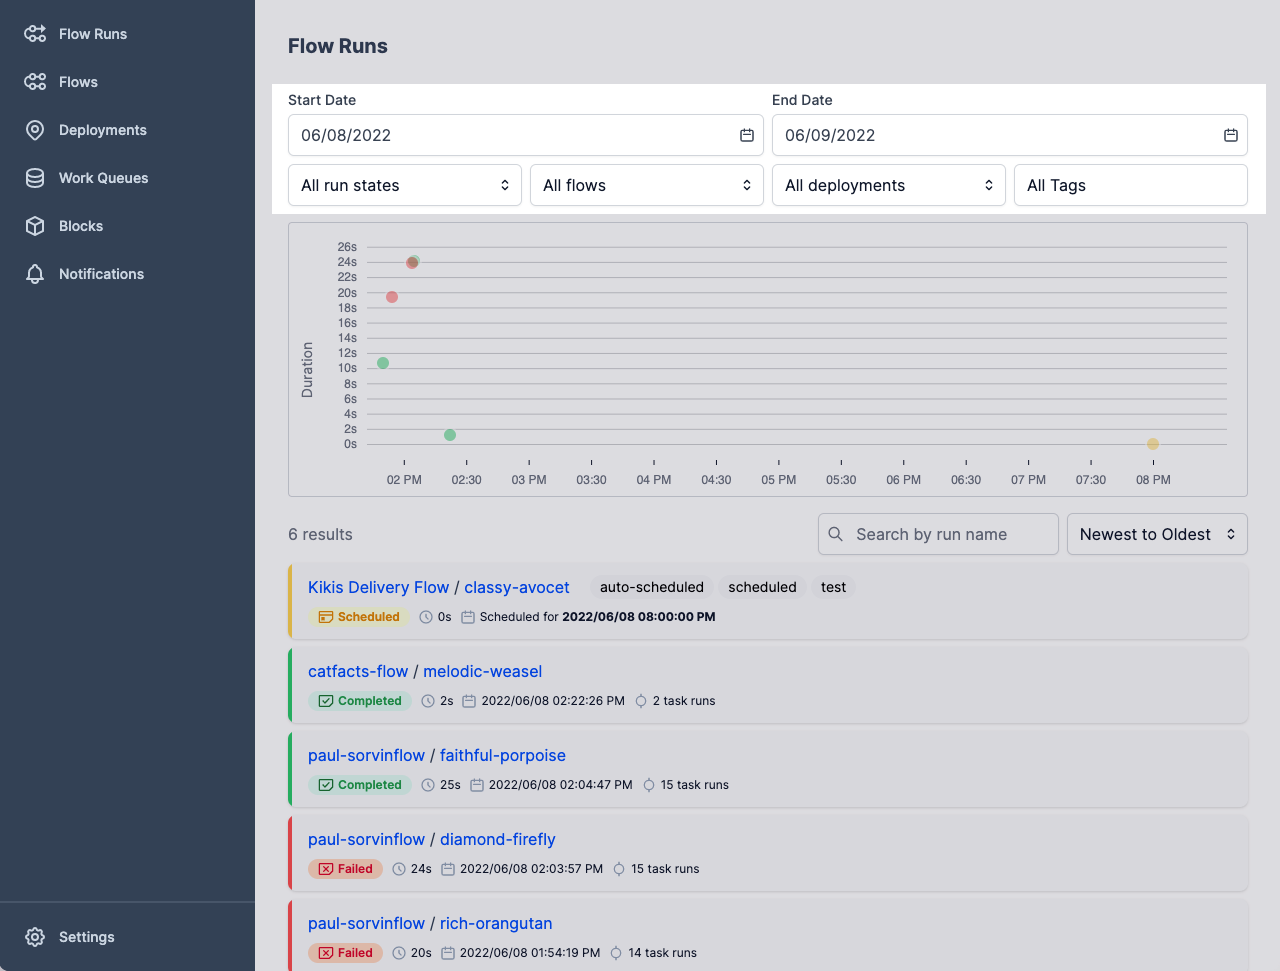 Flow Runs
Flows
Deployments
Work Queues
Blocks
Notifications
Settings
Flow Runs
Start Date
End Date
06/08/2022
06/09/2022
All run states
All flows
All deployments
All Tags
Duration
26s
24s
22s
20s
18s
16s
14s
12s
10s
8s
6s
4s
2s
0s
02 PM 02:30 03 PM 03:30 04 PM 04:30 05 PM 05:30 06 PM 06:30 07 PM 07:30 08 PM
6 results
Search by run name
Newest to Oldest
Kikis Delivery Flow / classy-avocet auto-scheduled scheduled test
Scheduled 0s Scheduled for 2022/06/08 08:00:00 PM
catfacts-flow / melodic-weasel
Completed 2s 2022/06/08 02:22:26 PM 2 task runs
paul-sorvinflow / faithful-porpoise
Completed 25s 2022/06/08 02:04:47 PM 15 task runs
paul-sorvinflow / diamond-firefly
Failed 24s 2022/06/08 02:03:57 PM 15 task runs
paul-sorvinflow / rich-orangutan
Failed 20s 2022/06/08 01:54:19 PM 14 task runs